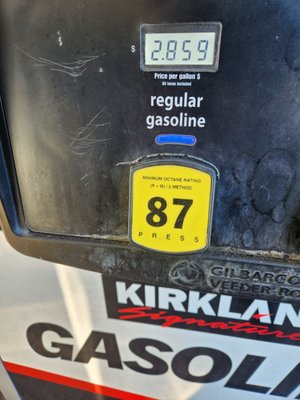 $ 2.859
Price per gallon $
All taxes included
regular
gasoline
MINIMUM OCTANE RATING
(R + M) / 2 METHOD
87
PRESS
GILBARCO
VEEDER-RO
KIRKLAN
Signature
GASOLI